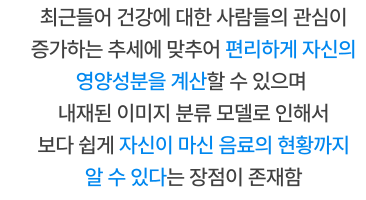 최근들어 건강에 대한 사람들의 관심이
증가하는 추세에 맞추어 편리하게 자신의
영양성분을 계산할 수 있으며
내재된 이미지 분류 모델로 인해서
보다 쉽게 자신이 마신 음료의 현황까지
알 수 있다는 장점이 존재함